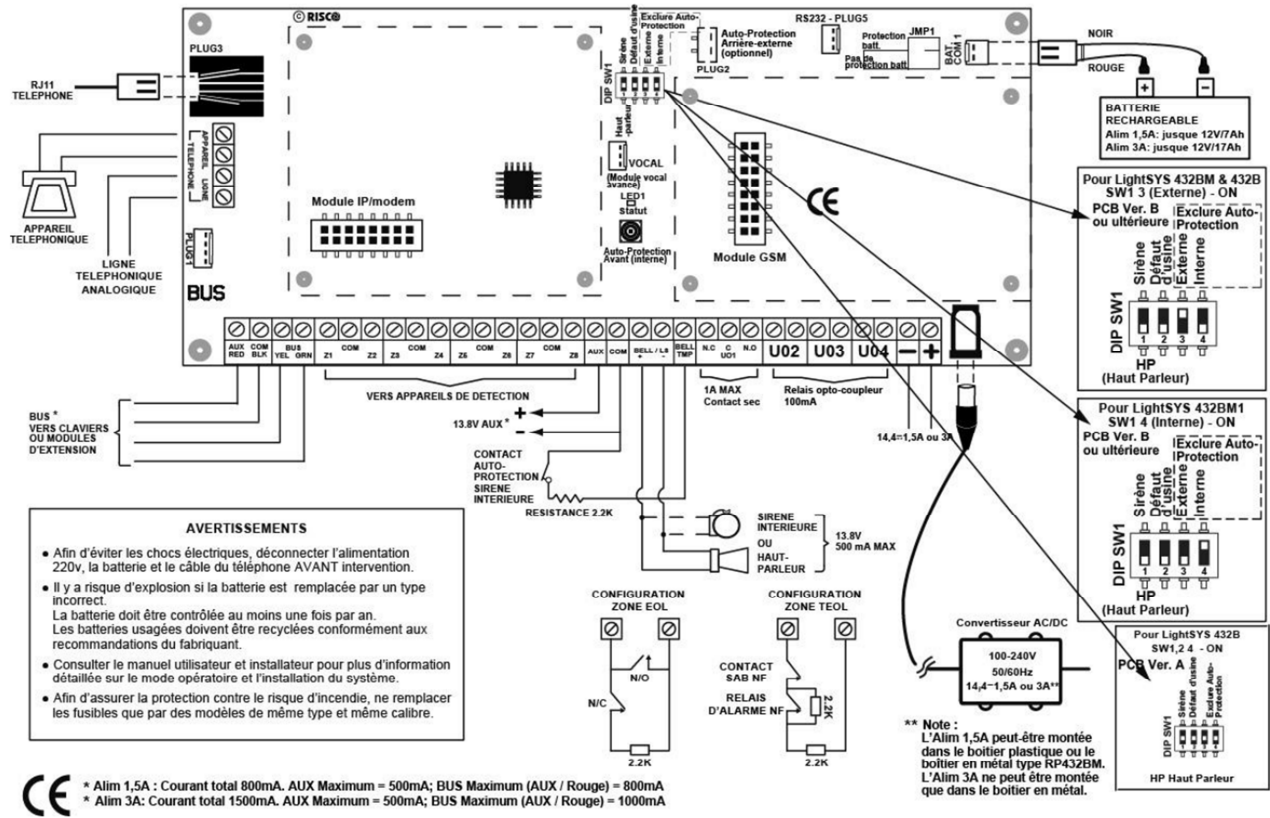 © RISCO
PLUG3
RJ11
TELEPHONE
APPAREIL
LIGNE
TELEPHONE
APPAREIL
TELEPHONIQUE
LIGNE
TELEPHONIQUE
ANALOGIQUE
PLUG1
BUS
Module IP/modem
Exclure Auto-
Protection
Sirène
Défaut d'usine
Externe
Interne
DIP SW1
1 2 3 4
Haut
-parleur
VOCAL
(Module vocal
avancé)
LED1
Statut
Auto-Protection
Avant (interne)
Auto-Protection
Arrière-externe
(optionnel)
PLUG2
RS232 - PLUG5
Protection
batt.
JMP1
Pas de
protection batt.
BAT.
COM 1
Module GSM
CE
NOIR
ROUGE
+ −
BATTERIE
RECHARGEABLE
Alim 1,5A: jusque 12V/7Ah
Alim 3A: jusque 12V/17Ah
AUX RED
COM BLK
BUS
YEL GRN
Z1 COM Z2
Z3 COM Z4
Z5 COM Z6
Z7 COM Z8
AUX
COM
BELL / LS
+ −
BELL
TMP
N.C C N.O
UO1
U02
U03
U04
− +
BUS *
VERS CLAVIERS
OU MODULES
D'EXTENSION
VERS APPAREILS DE DETECTION
+
13.8V AUX *
−
1A MAX
Contact sec
Relais opto-coupleur
100mA
14,4⎓1,5A ou 3A
CONTACT
AUTO-
PROTECTION
SIRENE
INTERIEURE
RESISTANCE 2.2K
SIRENE
INTERIEURE
OU
HAUT-
PARLEUR
13.8V
500 mA MAX
Pour LightSYS 432BM & 432B
SW1 3 (Externe) - ON
PCB Ver. B
ou ultérieure
Exclure Auto-
Protection
Sirène
Défaut
d'usine
Externe
Interne
DIP SW1
1 2 3 4
HP
(Haut Parleur)
Pour LightSYS 432BM1
SW1 4 (Interne) - ON
PCB Ver. B
ou ultérieure
Exclure Auto-
Protection
Sirène
Défaut
d'usine
Externe
Interne
DIP SW1
1 2 3 4
HP
(Haut Parleur)
Pour LightSYS 432B
SW1,2 4 - ON
PCB Ver. A
Sirène
Défaut d'usine
Exclure Auto-
Protection
DIP SW1
1 2 3 4
HP Haut Parleur
AVERTISSEMENTS
• Afin d'éviter les chocs électriques, déconnecter l'alimentation
220v, la batterie et le câble du téléphone AVANT intervention.
• Il y a risque d'explosion si la batterie est remplacée par un type
incorrect.
La batterie doit être contrôlée au moins une fois par an.
Les batteries usagées doivent être recyclées conformément aux
recommandations du fabriquant.
• Consulter le manuel utilisateur et installateur pour plus d'information
détaillée sur le mode opératoire et l'installation du système.
• Afin d'assurer la protection contre le risque d'incendie, ne remplacer
les fusibles que par des modèles de même type et même calibre.
CONFIGURATION
ZONE EOL
N/O
N/C
2.2K
CONFIGURATION
ZONE TEOL
CONTACT
SAB NF
RELAIS
D'ALARME NF
2.2K
2.2K
Convertisseur AC/DC
100-240V
50/60Hz
14,4⎓1,5A ou 3A**
** Note :
L'Alim 1,5A peut-être montée
dans le boitier plastique ou le
boîtier en métal type RP432BM.
L'Alim 3A ne peut être montée
que dans le boitier en métal.
CE
* Alim 1,5A : Courant total 800mA. AUX Maximum = 500mA; BUS Maximum (AUX / Rouge) = 800mA
* Alim 3A: Courant total 1500mA. AUX Maximum = 500mA; BUS Maximum (AUX / Rouge) = 1000mA